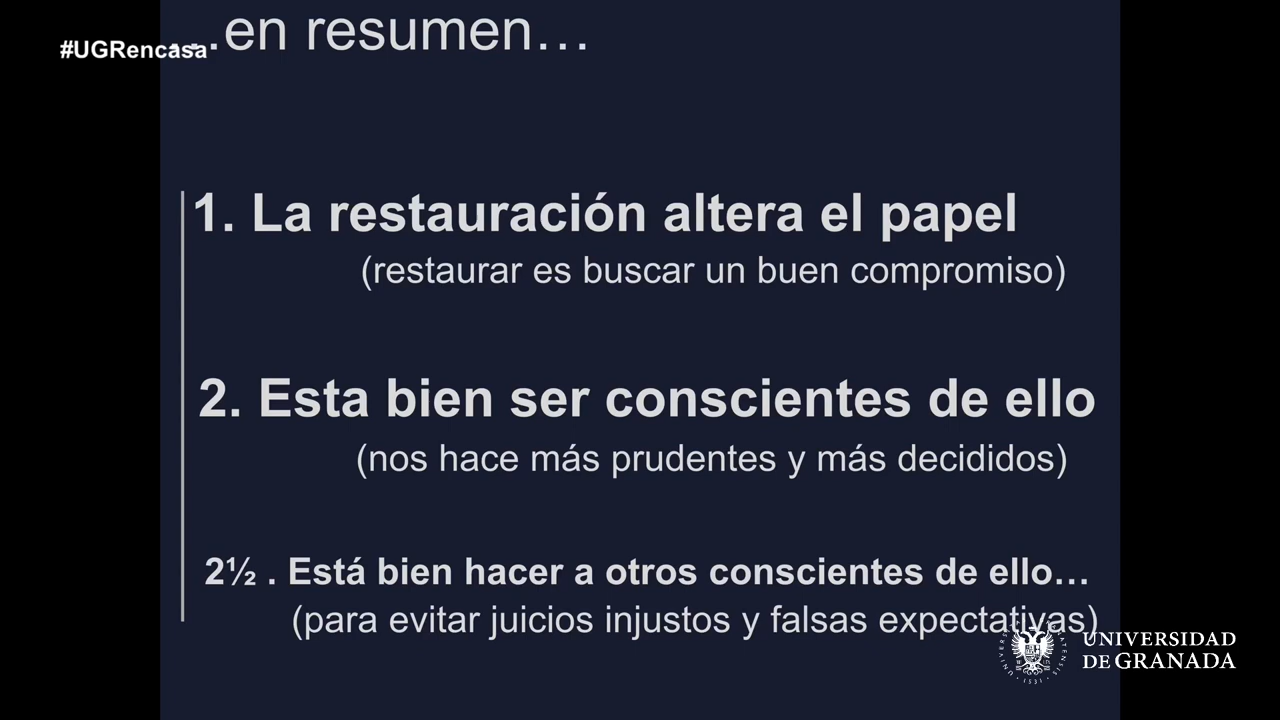 #UGRencasa
...en resumen…
1. La restauración altera el papel
(restaurar es buscar un buen compromiso)
2. Esta bien ser conscientes de ello
(nos hace más prudentes y más decididos)
2½ . Está bien hacer a otros conscientes de ello…
(para evitar juicios injustos y falsas expectativas)
UNIVERSIDAD
DE GRANADA